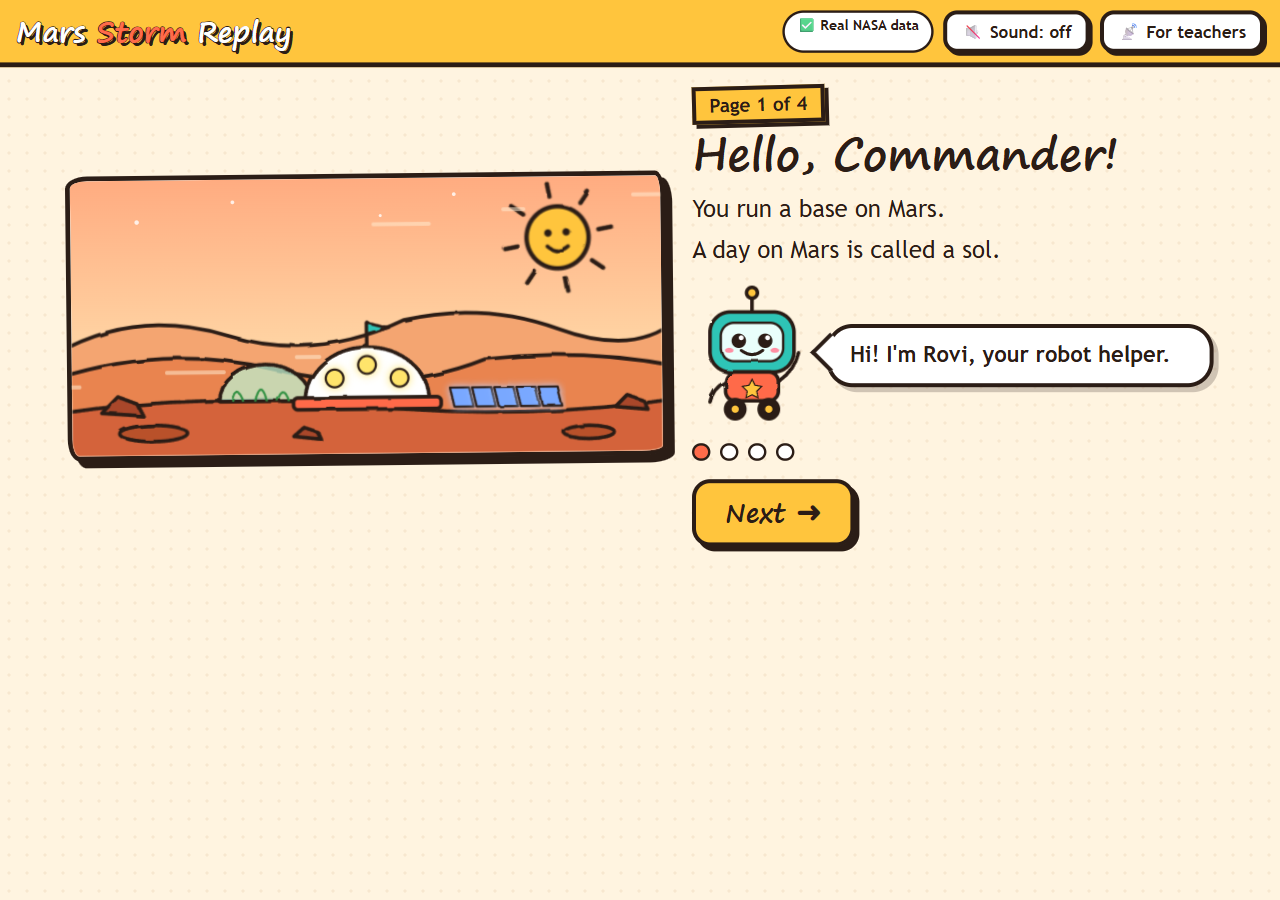 Mars Storm Replay
✅ Real NASA data
🔇 Sound: off
📡 For teachers
Page 1 of 4
Hello, Commander!
You run a base on Mars.
A day on Mars is called a sol.
Hi! I'm Rovi, your robot helper.
Next ➜